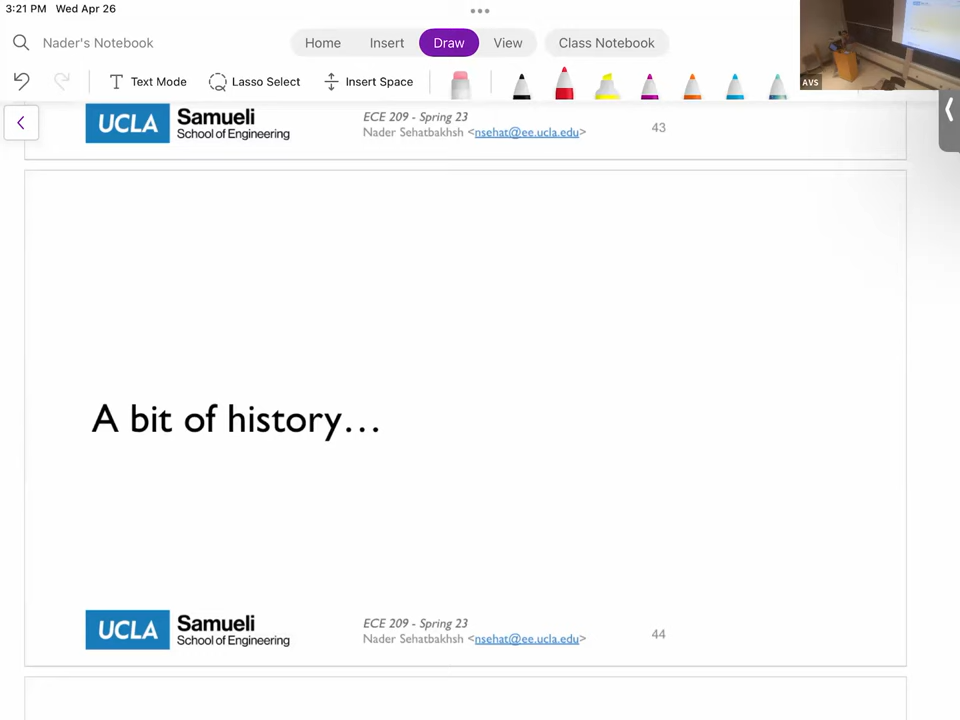 3:21 PM Wed Apr 26
Nader's Notebook
Home Insert Draw View Class Notebook
Text Mode Lasso Select Insert Space
AVS
UCLA Samueli School of Engineering
ECE 209 - Spring 23
Nader Sehatbakhsh <nsehat@ee.ucla.edu>
43
A bit of history…
UCLA Samueli School of Engineering
ECE 209 - Spring 23
Nader Sehatbakhsh <nsehat@ee.ucla.edu>
44